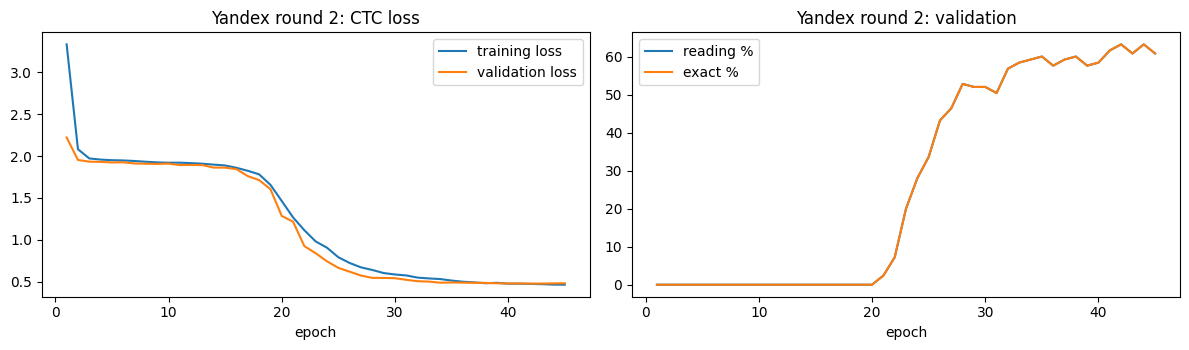 Yandex round 2: CTC loss
training loss
validation loss
3.0
2.5
2.0
1.5
1.0
0.5
0 10 20 30 40
epoch
Yandex round 2: validation
reading %
exact %
60
50
40
30
20
10
0
0 10 20 30 40
epoch